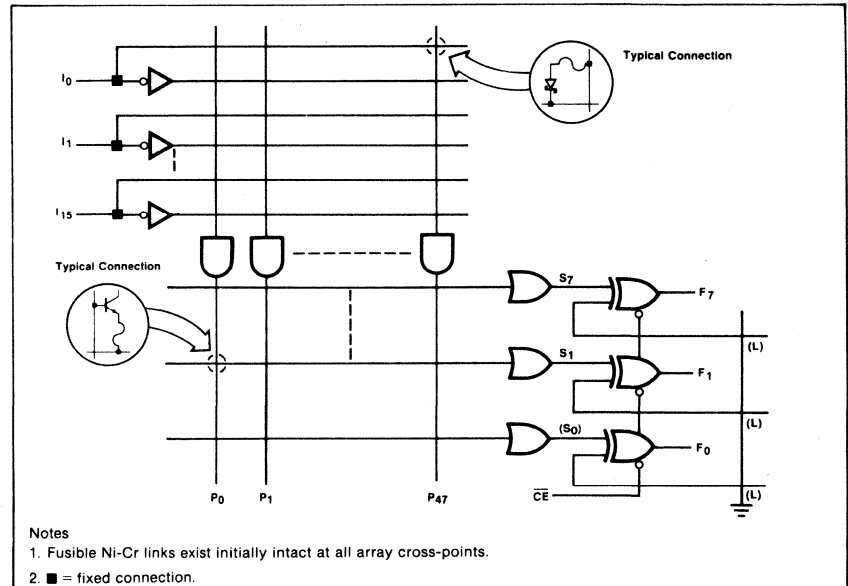 Typical Connection
I0
I1
I15
Typical Connection
S7
F7
(L)
S1
F1
(L)
(S0)
F0
(L)
P0 P1 P47
CE
Notes
1. Fusible Ni-Cr links exist initially intact at all array cross-points.
2. ■ = fixed connection.